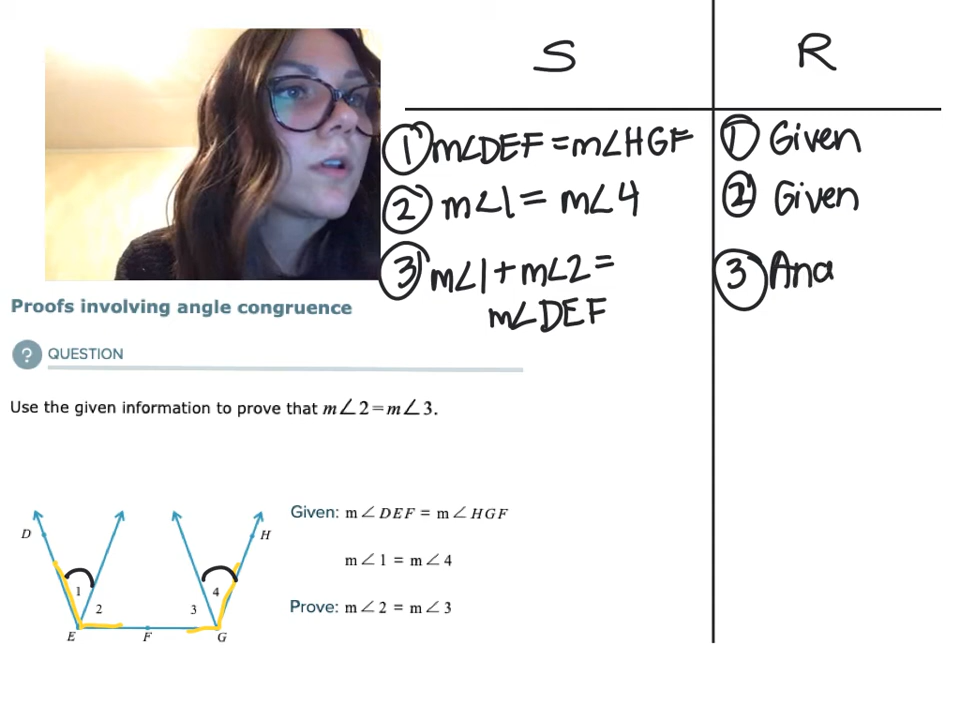 S
R
① m∠DEF = m∠HGF
① Given
② m∠1 = m∠4
② Given
③ m∠1 + m∠2 =
m∠DEF
③ Ana
Proofs involving angle congruence
? QUESTION
Use the given information to prove that m∠2=m∠3.
Given: m∠DEF = m∠HGF
m∠1 = m∠4
Prove: m∠2 = m∠3
D
H
1
4
2
3
E
F
G